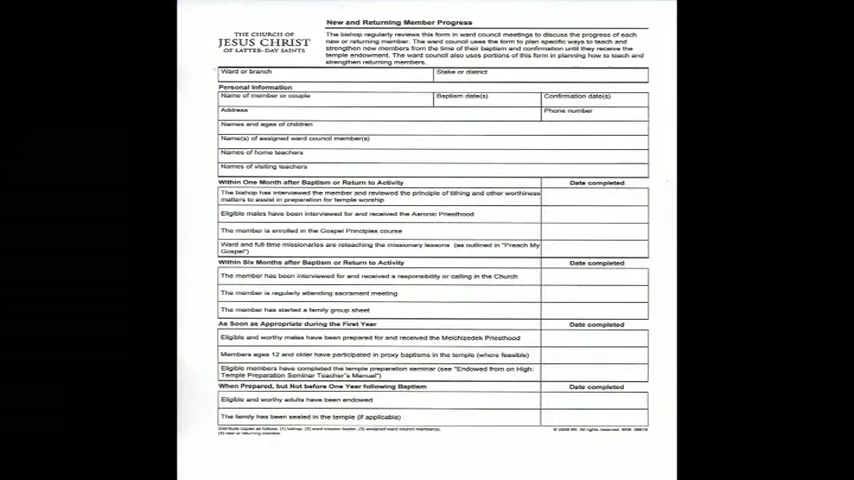 New and Returning Member Progress
THE CHURCH OF
JESUS CHRIST
OF LATTER-DAY SAINTS
The bishop regularly reviews this form in ward council meetings to discuss the progress of each
new or returning member. The ward council uses the form to plan specific ways to teach and
strengthen new members from the time of their baptism and confirmation until they receive the
temple endowment. The ward council also uses portions of this form in planning how to teach and
strengthen returning members.
Ward or branch Stake or district
Personal Information
Name of member or couple Baptism date(s) Confirmation date(s)
Address Phone number
Names and ages of children
Name(s) of assigned ward council member(s)
Names of home teachers
Names of visiting teachers
Within One Month after Baptism or Return to Activity Date completed
The bishop has interviewed the member and reviewed the principle of tithing and other worthiness
matters to assist in preparation for temple worship
Eligible males have been interviewed for and received the Aaronic Priesthood
The member is enrolled in the Gospel Principles course
Ward and full-time missionaries are reteaching the missionary lessons (as outlined in "Preach My
Gospel")
Within Six Months after Baptism or Return to Activity Date completed
The member has been interviewed for and received a responsibility or calling in the Church
The member is regularly attending sacrament meeting
The member has started a family group sheet
As Soon as Appropriate during the First Year Date completed
Eligible and worthy males have been prepared for and received the Melchizedek Priesthood
Members ages 12 and older have participated in proxy baptisms in the temple (where feasible)
Eligible members have completed the temple preparation seminar (see "Endowed from on High:
Temple Preparation Seminar Teacher's Manual")
When Prepared, but Not before One Year following Baptism Date completed
Eligible and worthy adults have been endowed
The family has been sealed in the temple (if applicable)
Distribute copies as follows: (1) bishop, (2) ward mission leader, (3) assigned ward council member(s),
(4) new or returning member All rights reserved.